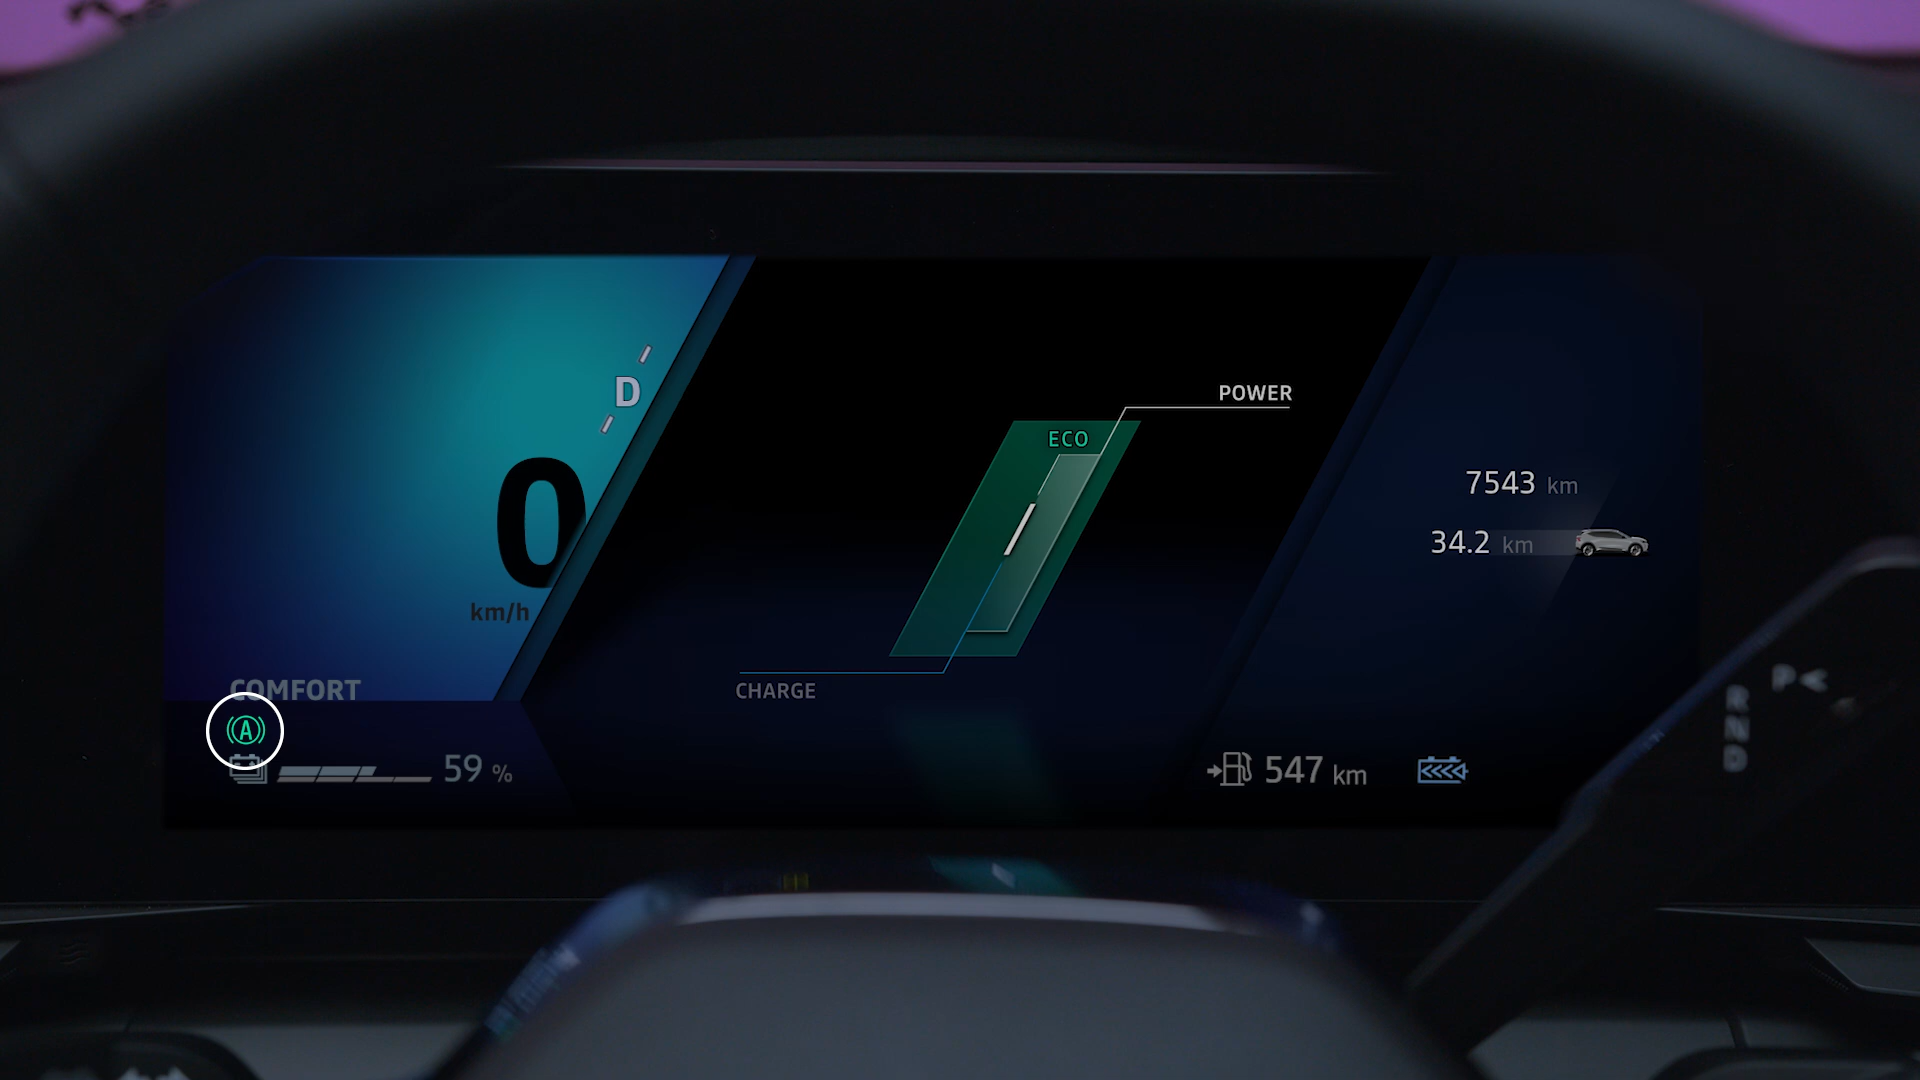 D
0
km/h
POWER
ECO
7543 km
34.2 km
CHARGE
COMFORT
(A)
59 %
547 km
P
R
N
D